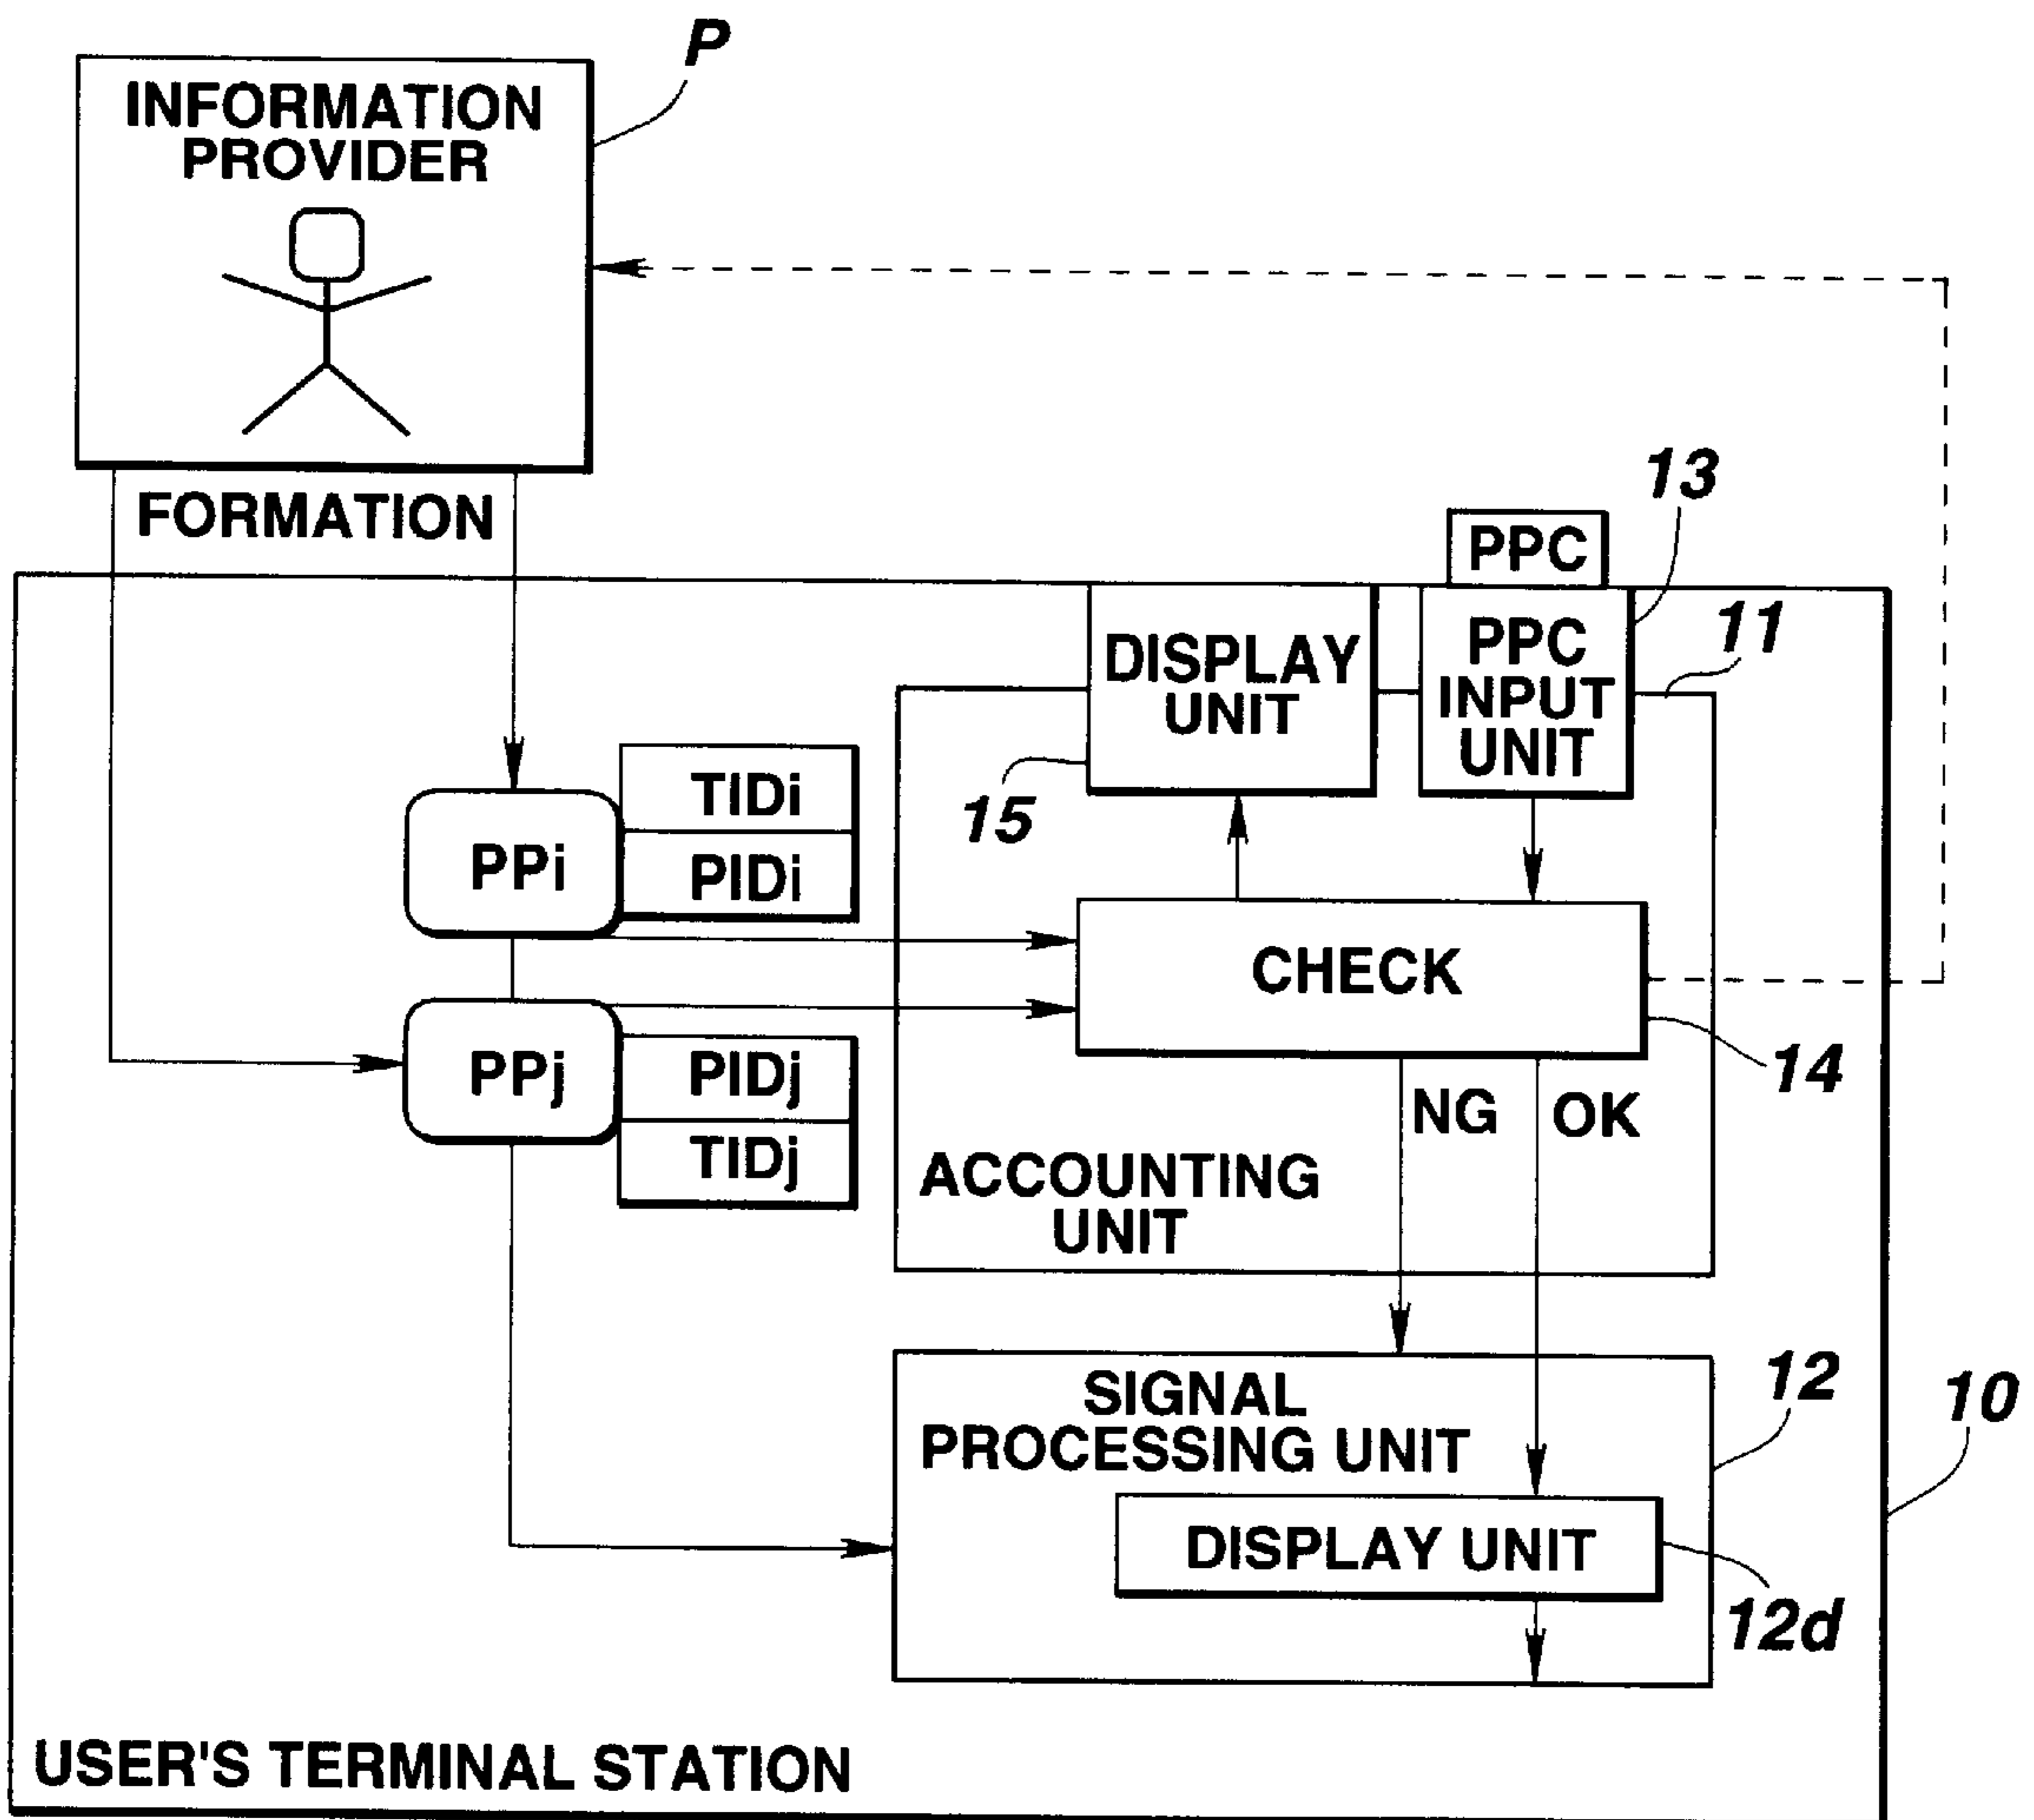 P
INFORMATION
PROVIDER
FORMATION
13
PPC
11
DISPLAY
UNIT
PPC
INPUT
UNIT
15
TIDi
PPi
PIDi
CHECK
PPj
PIDj
TIDj
14
NG
OK
ACCOUNTING
UNIT
12
10
SIGNAL
PROCESSING UNIT
DISPLAY UNIT
12d
USER'S TERMINAL STATION